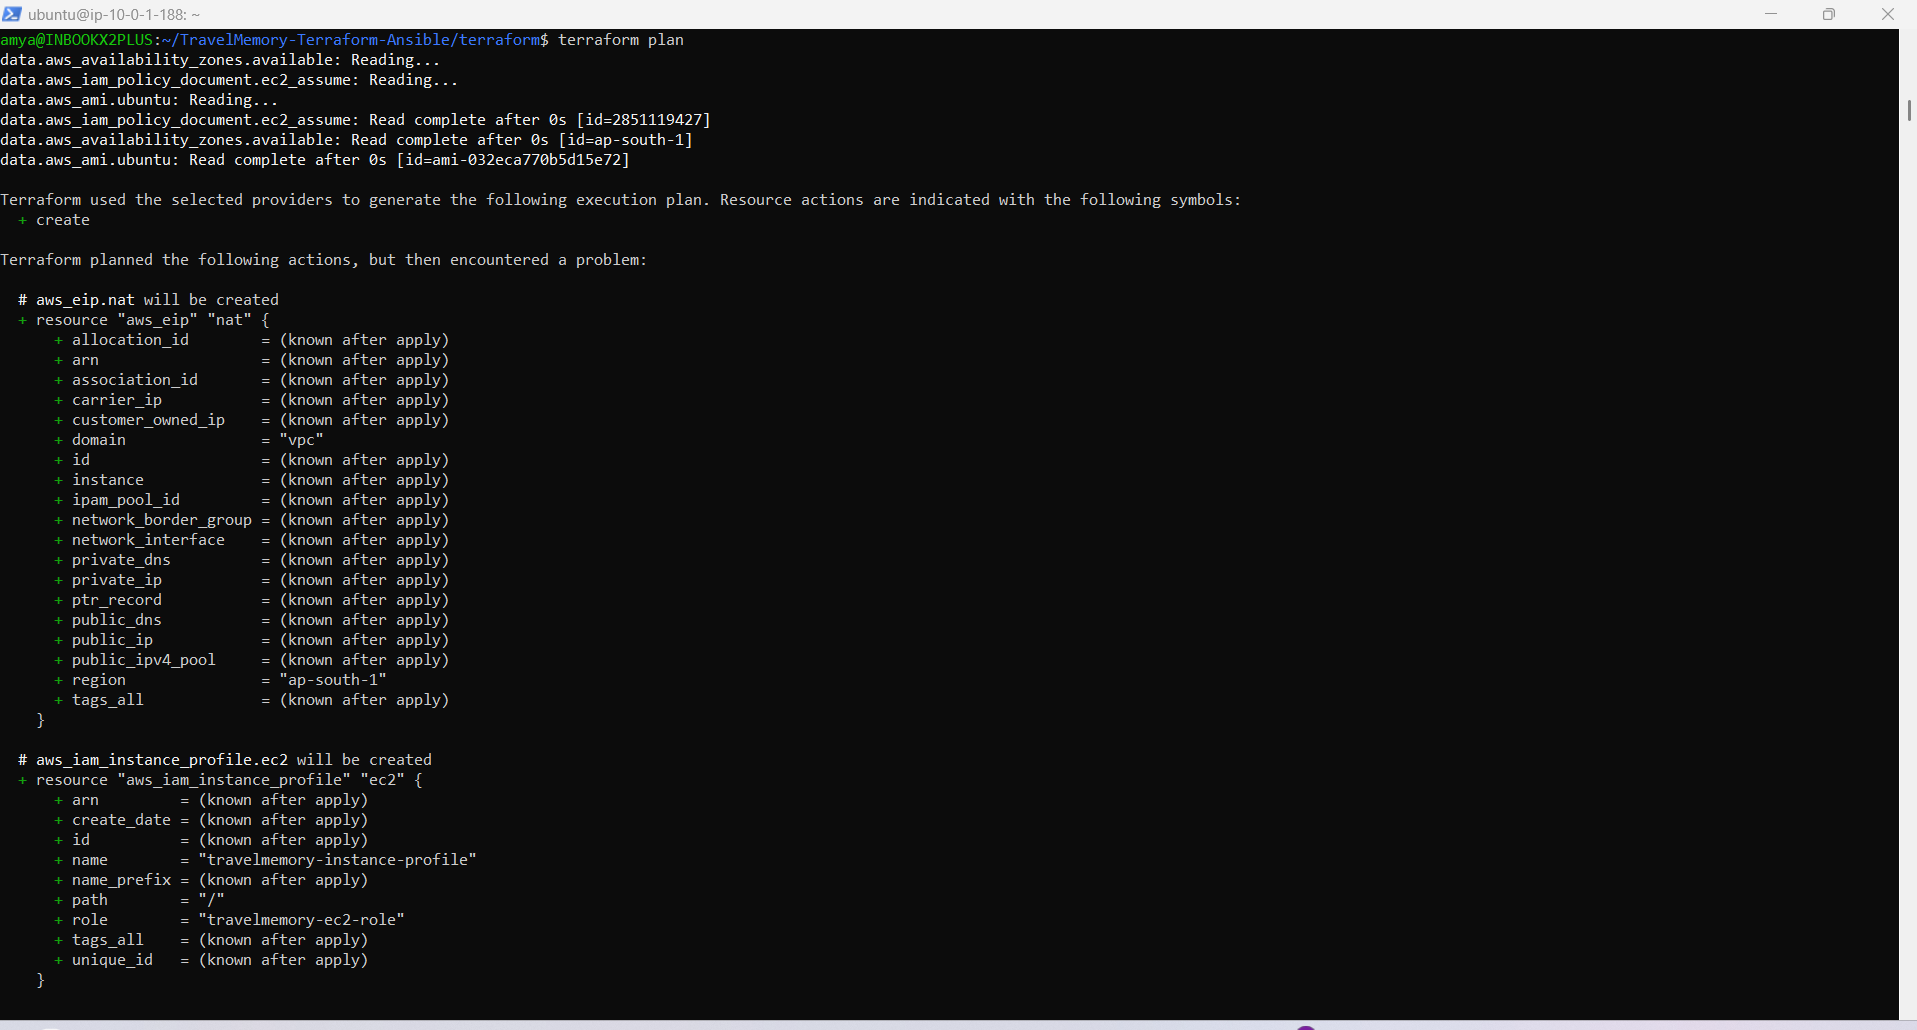 ubuntu@ip-10-0-1-188: ~
amya@INBOOKX2PLUS:~/TravelMemory-Terraform-Ansible/terraform$ terraform plan
data.aws_availability_zones.available: Reading...
data.aws_iam_policy_document.ec2_assume: Reading...
data.aws_ami.ubuntu: Reading...
data.aws_iam_policy_document.ec2_assume: Read complete after 0s [id=2851119427]
data.aws_availability_zones.available: Read complete after 0s [id=ap-south-1]
data.aws_ami.ubuntu: Read complete after 0s [id=ami-032eca770b5d15e72]
Terraform used the selected providers to generate the following execution plan. Resource actions are indicated with the following symbols:
  + create
Terraform planned the following actions, but then encountered a problem:
  # aws_eip.nat will be created
  + resource "aws_eip" "nat" {
      + allocation_id        = (known after apply)
      + arn                  = (known after apply)
      + association_id       = (known after apply)
      + carrier_ip           = (known after apply)
      + customer_owned_ip    = (known after apply)
      + domain               = "vpc"
      + id                   = (known after apply)
      + instance             = (known after apply)
      + ipam_pool_id         = (known after apply)
      + network_border_group = (known after apply)
      + network_interface    = (known after apply)
      + private_dns          = (known after apply)
      + private_ip           = (known after apply)
      + ptr_record           = (known after apply)
      + public_dns           = (known after apply)
      + public_ip            = (known after apply)
      + public_ipv4_pool     = (known after apply)
      + region               = "ap-south-1"
      + tags_all             = (known after apply)
    }
  # aws_iam_instance_profile.ec2 will be created
  + resource "aws_iam_instance_profile" "ec2" {
      + arn         = (known after apply)
      + create_date = (known after apply)
      + id          = (known after apply)
      + name        = "travelmemory-instance-profile"
      + name_prefix = (known after apply)
      + path        = "/"
      + role        = "travelmemory-ec2-role"
      + tags_all    = (known after apply)
      + unique_id   = (known after apply)
    }